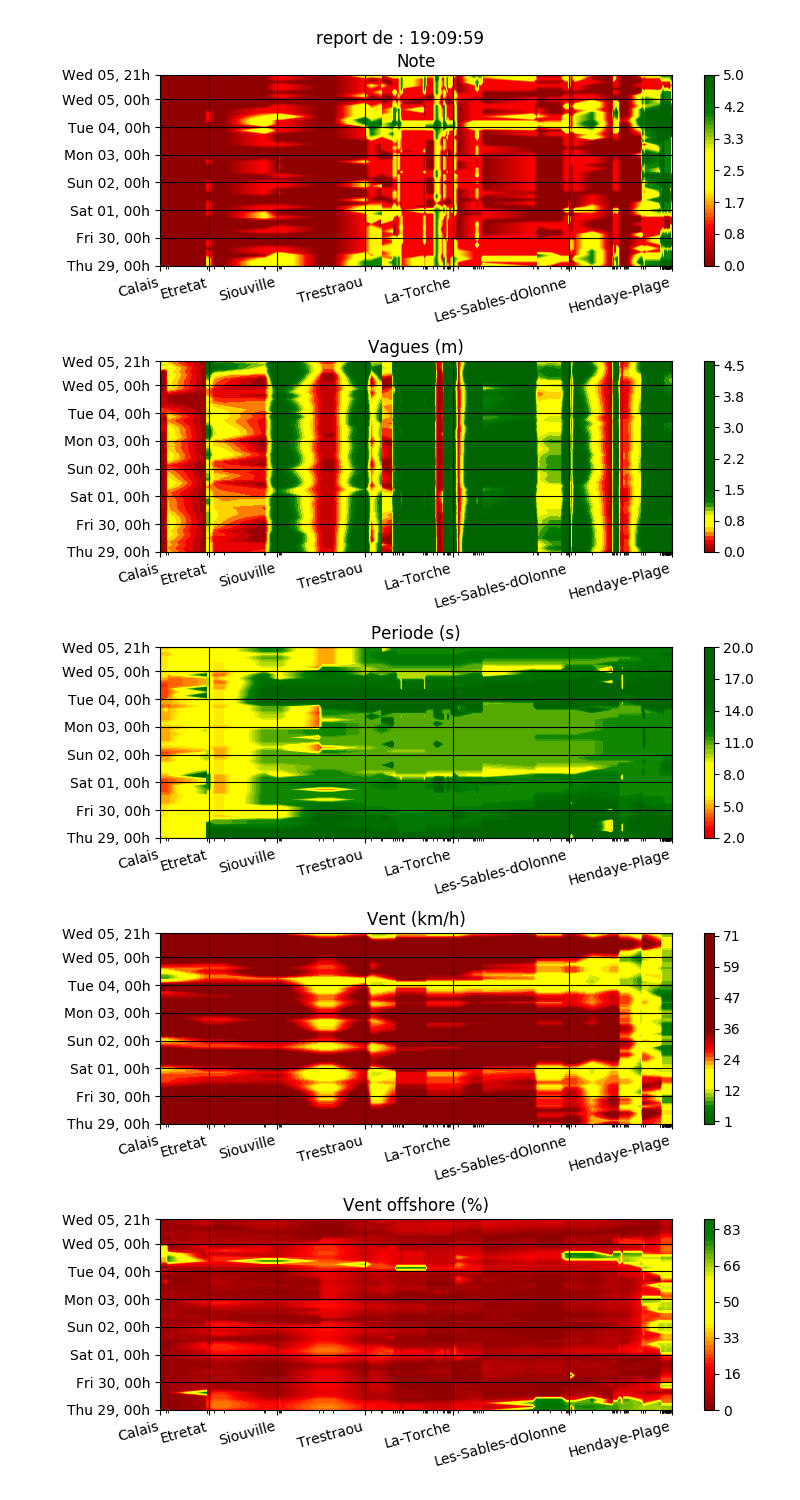 report de : 19:09:59
Note
Wed 05, 21h
Wed 05, 00h
Tue 04, 00h
Mon 03, 00h
Sun 02, 00h
Sat 01, 00h
Fri 30, 00h
Thu 29, 00h
Calais
Etretat
Siouville
Trestraou
La-Torche
Les-Sables-dOlonne
Hendaye-Plage
5.0
4.2
3.3
2.5
1.7
0.8
0.0
Vagues (m)
Wed 05, 21h
Wed 05, 00h
Tue 04, 00h
Mon 03, 00h
Sun 02, 00h
Sat 01, 00h
Fri 30, 00h
Thu 29, 00h
Calais
Etretat
Siouville
Trestraou
La-Torche
Les-Sables-dOlonne
Hendaye-Plage
4.5
3.8
3.0
2.2
1.5
0.8
0.0
Periode (s)
Wed 05, 21h
Wed 05, 00h
Tue 04, 00h
Mon 03, 00h
Sun 02, 00h
Sat 01, 00h
Fri 30, 00h
Thu 29, 00h
Calais
Etretat
Siouville
Trestraou
La-Torche
Les-Sables-dOlonne
Hendaye-Plage
20.0
17.0
14.0
11.0
8.0
5.0
2.0
Vent (km/h)
Wed 05, 21h
Wed 05, 00h
Tue 04, 00h
Mon 03, 00h
Sun 02, 00h
Sat 01, 00h
Fri 30, 00h
Thu 29, 00h
Calais
Etretat
Siouville
Trestraou
La-Torche
Les-Sables-dOlonne
Hendaye-Plage
71
59
47
36
24
12
1
Vent offshore (%)
Wed 05, 21h
Wed 05, 00h
Tue 04, 00h
Mon 03, 00h
Sun 02, 00h
Sat 01, 00h
Fri 30, 00h
Thu 29, 00h
Calais
Etretat
Siouville
Trestraou
La-Torche
Les-Sables-dOlonne
Hendaye-Plage
83
66
50
33
16
0